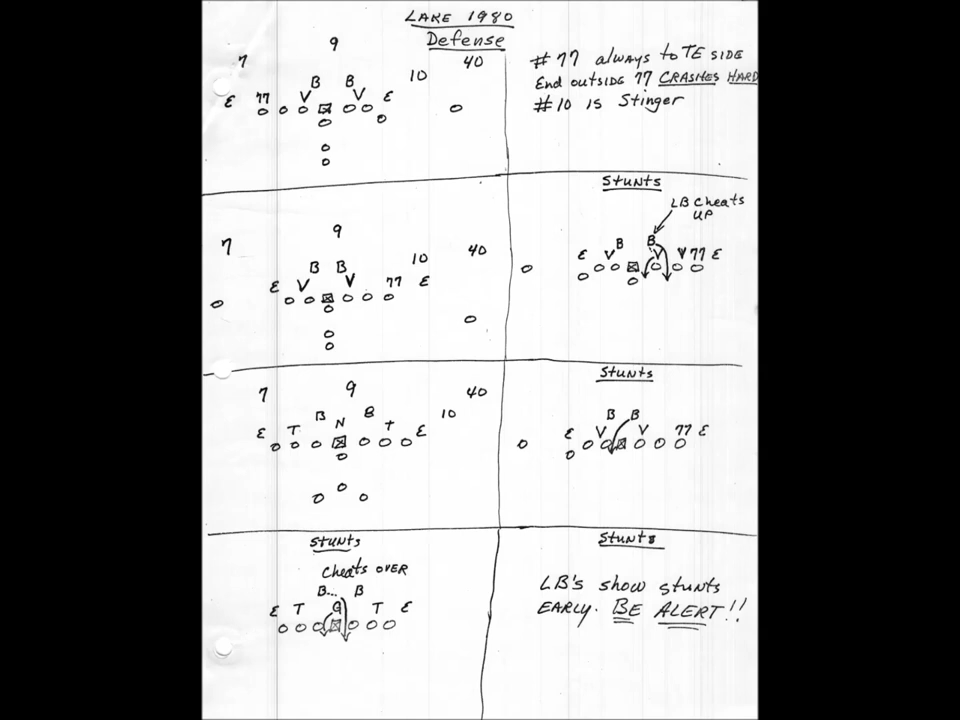 LAKE 1980
Defense
9
7
40
10
B B
E 77 V V E
# 77 always to TE SIDE
End outside 77 CRASHES HARD
# 10 is Stinger
7
9
40
10
B B
E V V 77 E
Stunts
LB Cheats
UP
B B
E V V V 77 E
7
9
40
10
B N B
E T T E
Stunts
B B
E V V 77 E
Stunts
Cheats OVER
B... B
E T G T E
Stunts
LB's show stunts
EARLY. BE ALERT!!